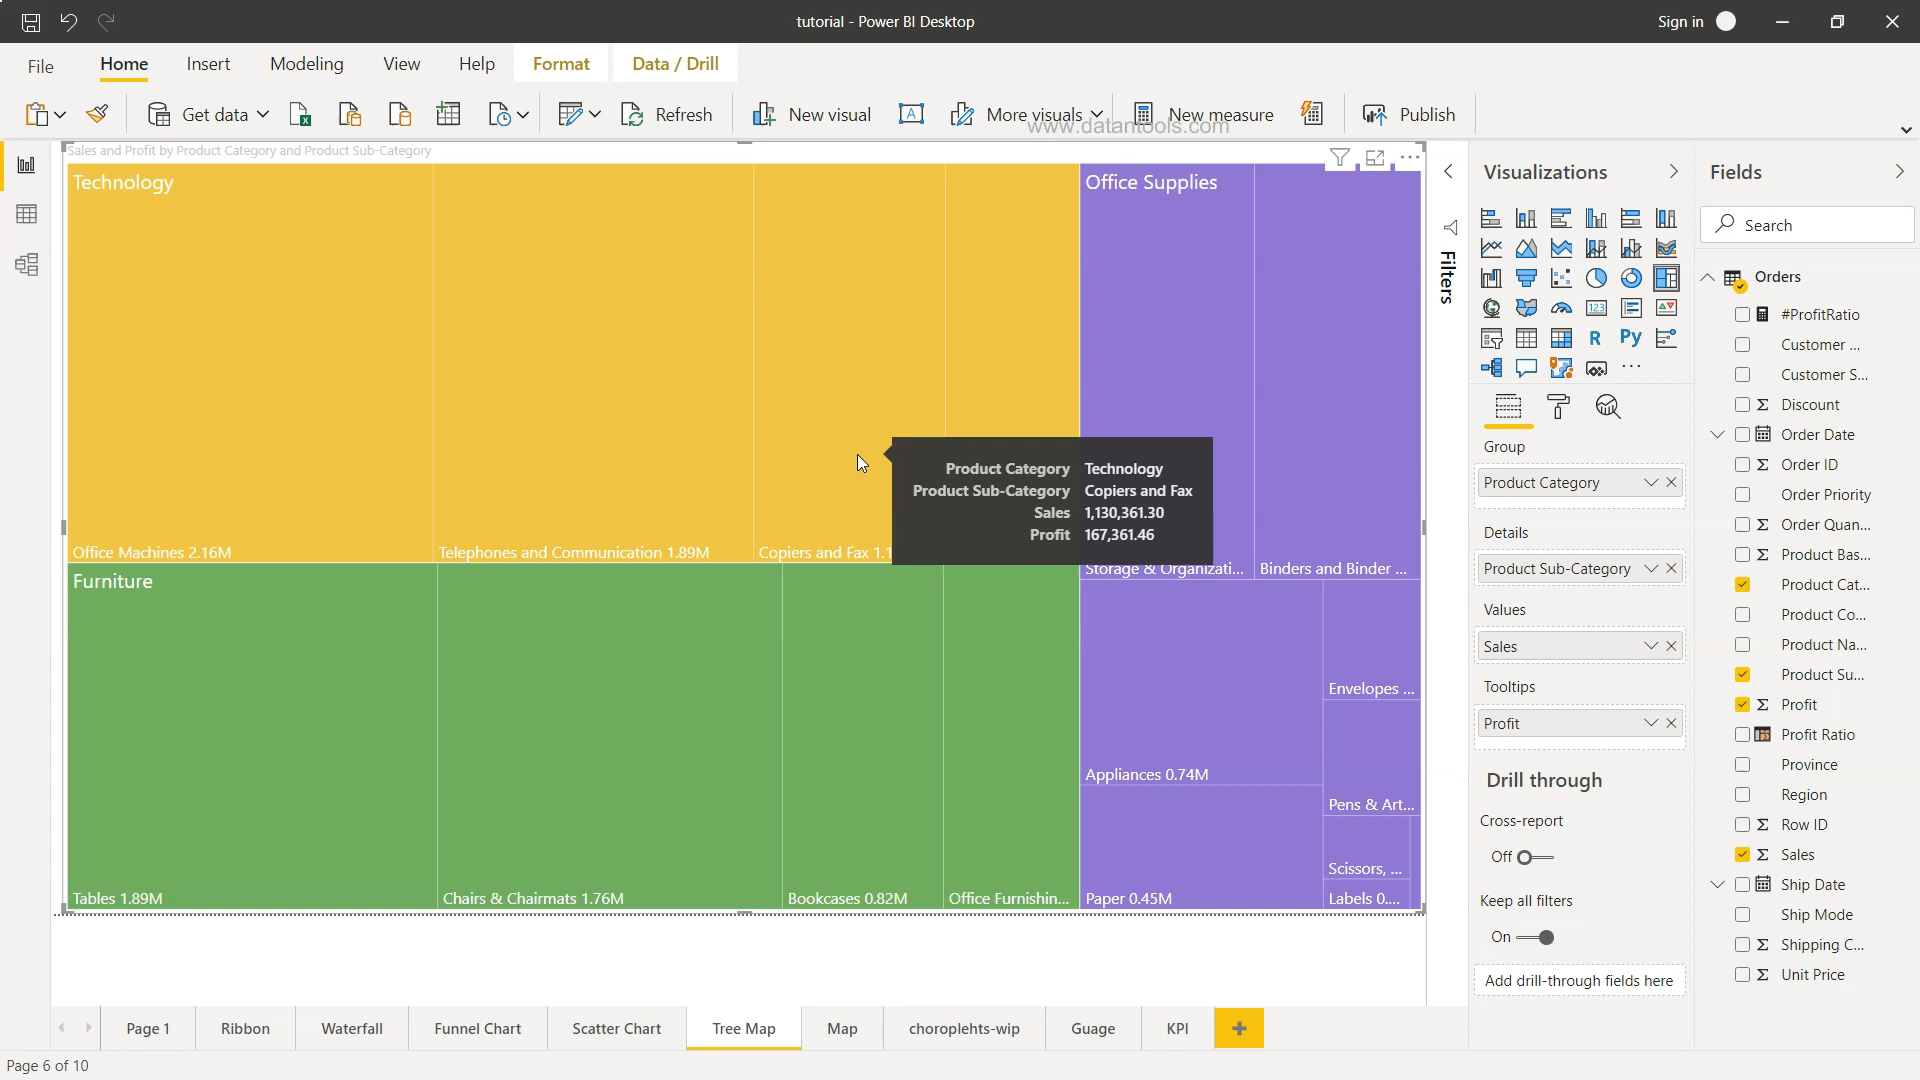 tutorial - Power BI Desktop
Sign in
File Home Insert Modeling View Help Format Data / Drill
Get data Refresh New visual More visuals New measure Publish
www.datantools.com
Sales and Profit by Product Category and Product Sub-Category
Technology
Office Supplies
Product Category Technology
Product Sub-Category Copiers and Fax
Sales 1,130,361.30
Profit 167,361.46
Office Machines 2.16M
Telephones and Communication 1.89M
Copiers and Fax 1.1
Storage & Organizati...
Binders and Binder ...
Furniture
Envelopes ...
Appliances 0.74M
Pens & Art...
Scissors, ...
Tables 1.89M
Chairs & Chairmats 1.76M
Bookcases 0.82M
Office Furnishin...
Paper 0.45M
Labels 0....
Filters
Visualizations
123
R
Py
Group
Product Category
Details
Product Sub-Category
Values
Sales
Tooltips
Profit
Drill through
Cross-report
Off
Keep all filters
On
Add drill-through fields here
Fields
Search
Orders
#ProfitRatio
Customer ...
Customer S...
Discount
Order Date
Order ID
Order Priority
Order Quan...
Product Bas...
Product Cat...
Product Co...
Product Na...
Product Su...
Profit
Profit Ratio
Province
Region
Row ID
Sales
Ship Date
Ship Mode
Shipping C...
Unit Price
Page 1 Ribbon Waterfall Funnel Chart Scatter Chart Tree Map Map choroplehts-wip Guage KPI
Page 6 of 10